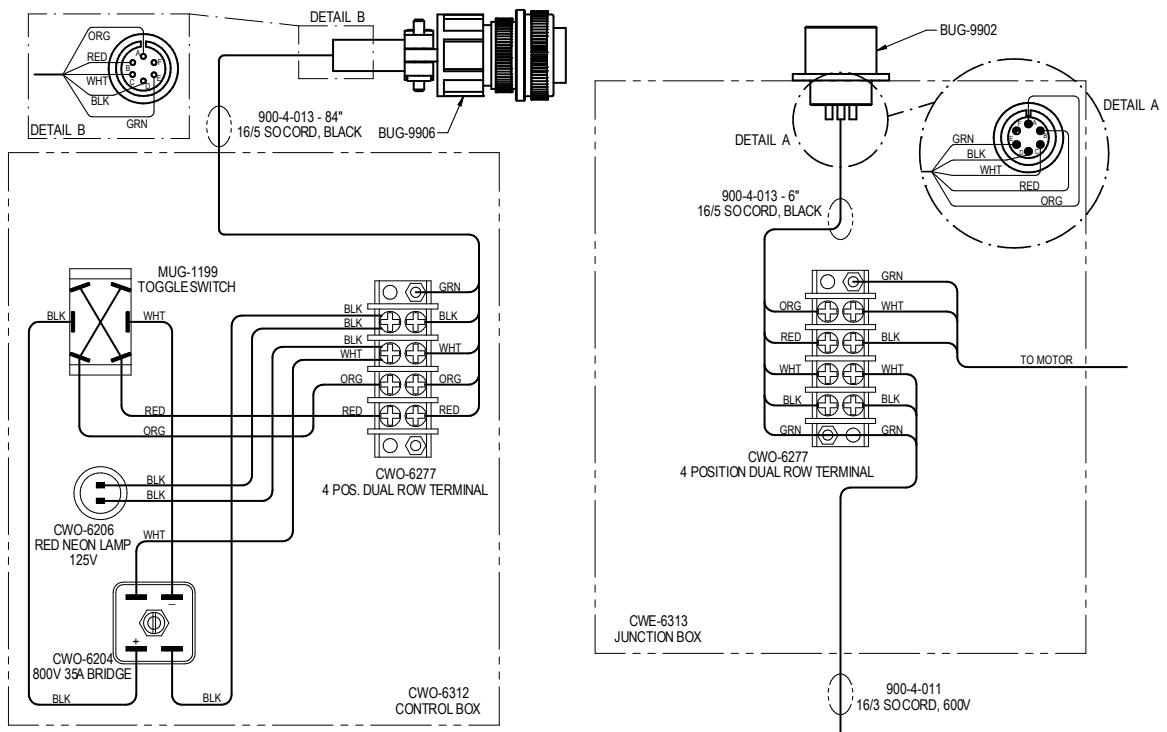 DETAIL B
ORG
RED
WHT
BLK
GRN
A
F
B
E
C
D
DETAIL B
900-4-013 - 84"
16/5 SO CORD, BLACK
BUG-9906
MUG-1199
TOGGLE SWITCH
BLK
WHT
RED
ORG
BLK
BLK
BLK
WHT
ORG
RED
GRN
BLK
WHT
ORG
RED
CWO-6277
4 POS. DUAL ROW TERMINAL
BLK
BLK
CWO-6206
RED NEON LAMP
125V
WHT
–
+
CWO-6204
800V 35A BRIDGE
BLK
BLK
CWO-6312
CONTROL BOX
BUG-9902
DETAIL A
DETAIL A
GRN
BLK
WHT
RED
ORG
F
A
E
B
D
C
900-4-013 - 6"
16/5 SO CORD, BLACK
GRN
ORG
WHT
RED
BLK
TO MOTOR
WHT
WHT
BLK
BLK
GRN
GRN
CWO-6277
4 POSITION DUAL ROW TERMINAL
CWE-6313
JUNCTION BOX
900-4-011
16/3 SO CORD, 600V